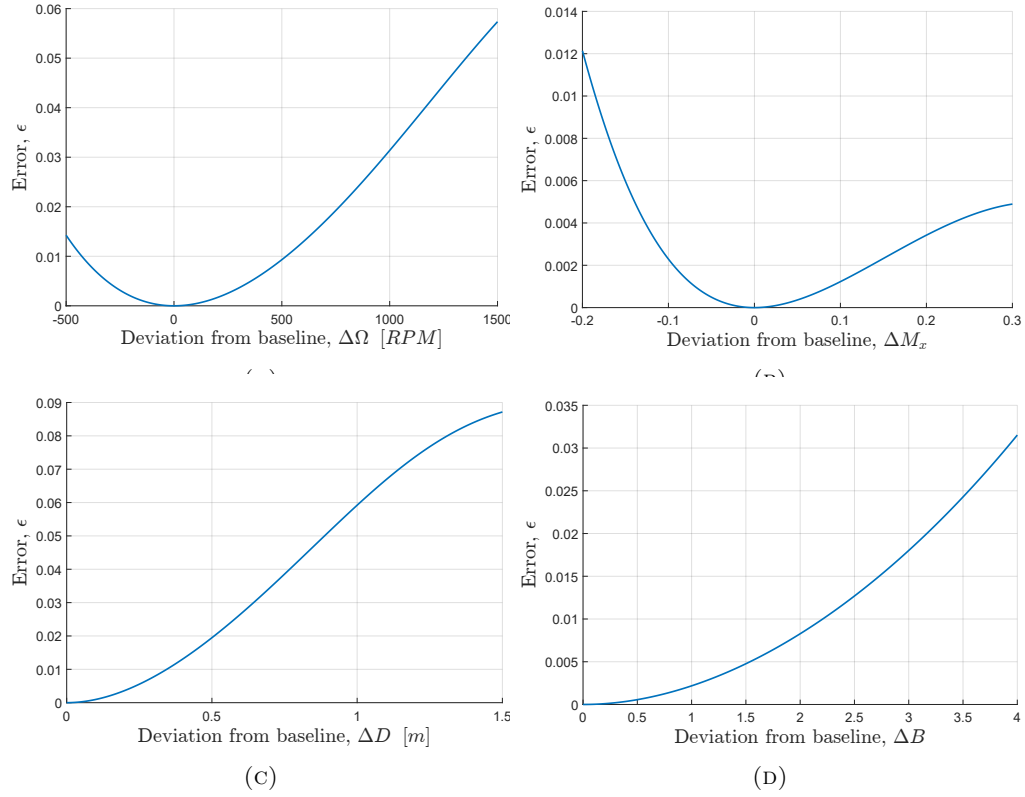 0.06
0.05
0.04
0.03
0.02
0.01
0
Error, ϵ
-500 0 500 1000 1500
Deviation from baseline, ΔΩ [RPM]
0.014
0.012
0.01
0.008
0.006
0.004
0.002
0
Error, ϵ
-0.2 -0.1 0 0.1 0.2 0.3
Deviation from baseline, ΔMₓ
0.09
0.08
0.07
0.06
0.05
0.04
0.03
0.02
0.01
0
Error, ϵ
0 0.5 1 1.5
Deviation from baseline, ΔD [m]
(C)
0.035
0.03
0.025
0.02
0.015
0.01
0.005
0
Error, ϵ
0 0.5 1 1.5 2 2.5 3 3.5 4
Deviation from baseline, ΔB
(D)